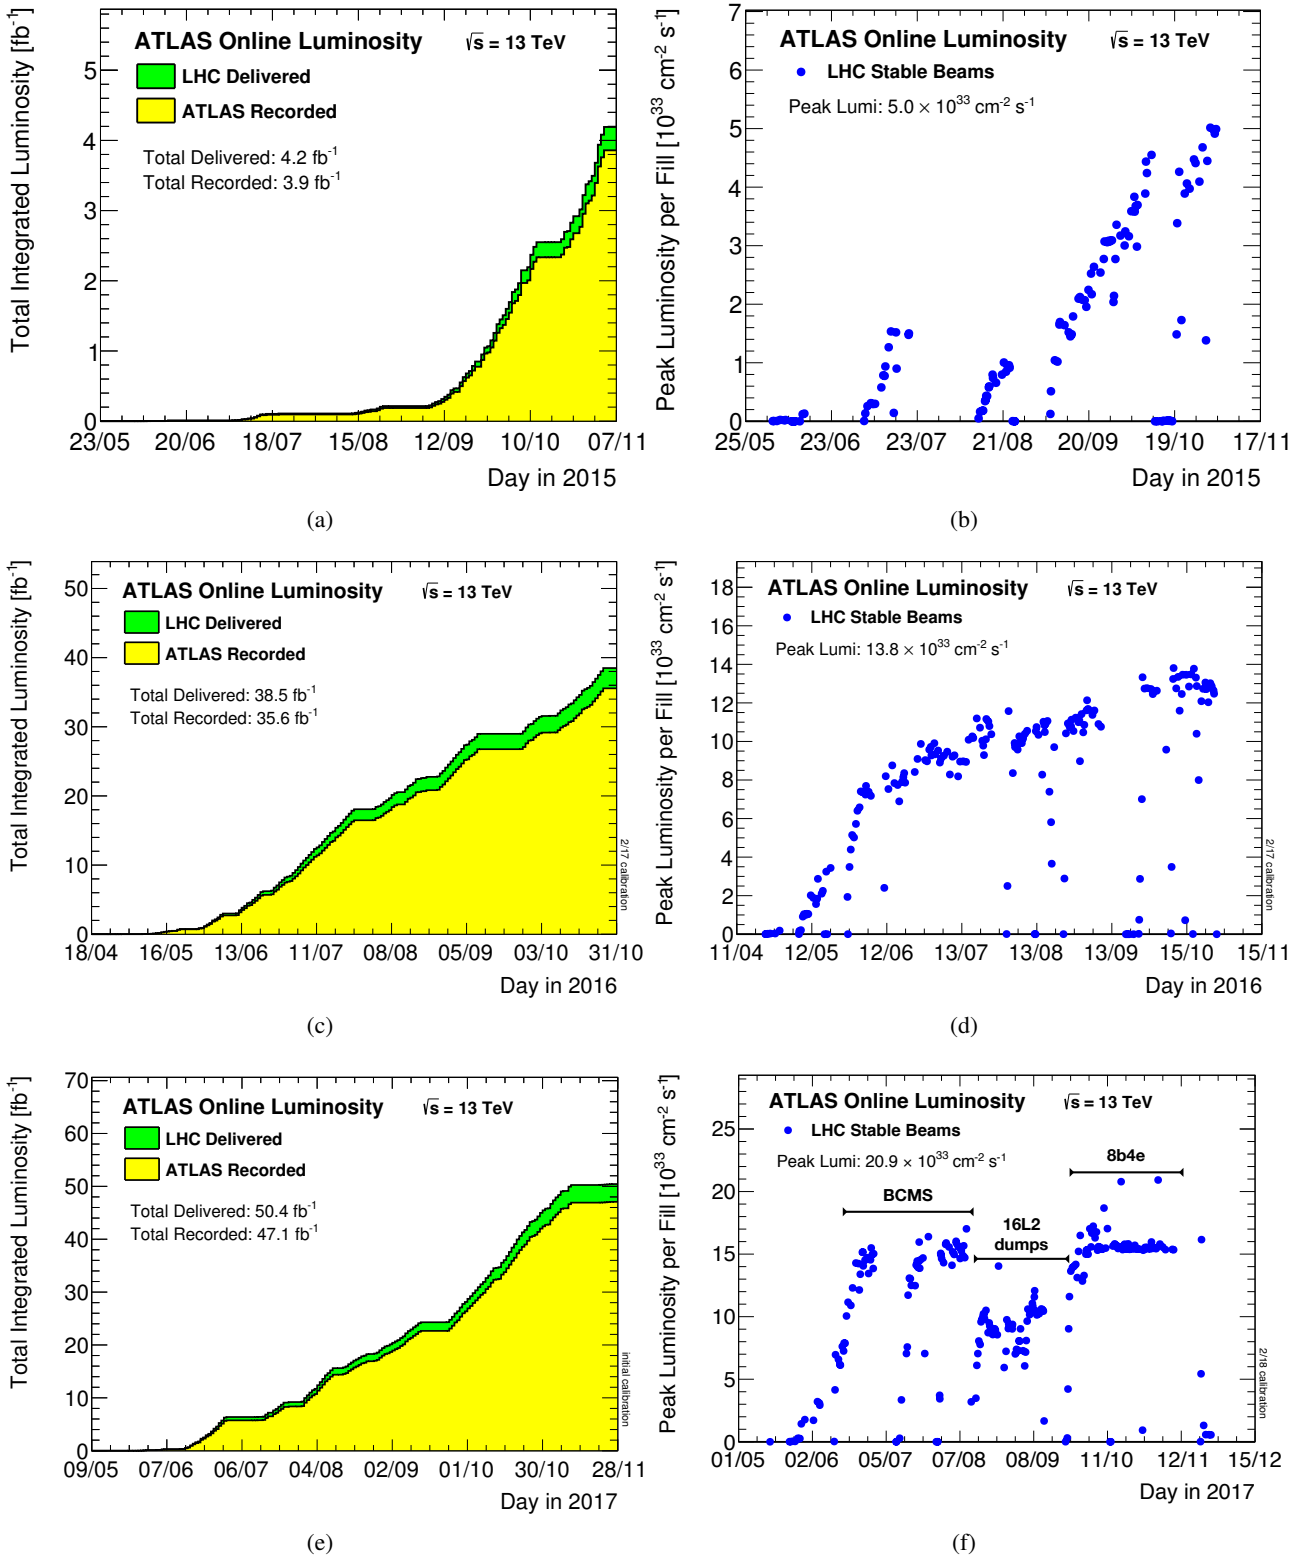 ATLAS Online Luminosity √s = 13 TeV
LHC Delivered
ATLAS Recorded
Total Delivered: 4.2 fb-1
Total Recorded: 3.9 fb-1
Total Integrated Luminosity [fb-1]
5
4
3
2
1
0
23/05 20/06 18/07 15/08 12/09 10/10 07/11
Day in 2015
(a)
ATLAS Online Luminosity √s = 13 TeV
LHC Stable Beams
Peak Lumi: 5.0 × 10^33 cm-2 s-1
Peak Luminosity per Fill [10^33 cm-2 s-1]
7
6
5
4
3
2
1
0
25/05 23/06 23/07 21/08 20/09 19/10 17/11
Day in 2015
(b)
ATLAS Online Luminosity √s = 13 TeV
LHC Delivered
ATLAS Recorded
Total Delivered: 38.5 fb-1
Total Recorded: 35.6 fb-1
Total Integrated Luminosity [fb-1]
50
40
30
20
10
0
2/17 calibration
18/04 16/05 13/06 11/07 08/08 05/09 03/10 31/10
Day in 2016
(c)
ATLAS Online Luminosity √s = 13 TeV
LHC Stable Beams
Peak Lumi: 13.8 × 10^33 cm-2 s-1
Peak Luminosity per Fill [10^33 cm-2 s-1]
18
16
14
12
10
8
6
4
2
0
2/17 calibration
11/04 12/05 12/06 13/07 13/08 13/09 15/10 15/11
Day in 2016
(d)
ATLAS Online Luminosity √s = 13 TeV
LHC Delivered
ATLAS Recorded
Total Delivered: 50.4 fb-1
Total Recorded: 47.1 fb-1
Total Integrated Luminosity [fb-1]
70
60
50
40
30
20
10
0
initial calibration
09/05 07/06 06/07 04/08 02/09 01/10 30/10 28/11
Day in 2017
(e)
ATLAS Online Luminosity √s = 13 TeV
LHC Stable Beams
Peak Lumi: 20.9 × 10^33 cm-2 s-1
8b4e
BCMS
16L2
dumps
Peak Luminosity per Fill [10^33 cm-2 s-1]
25
20
15
10
5
0
2/18 calibration
01/05 02/06 05/07 07/08 08/09 11/10 12/11 15/12
Day in 2017
(f)